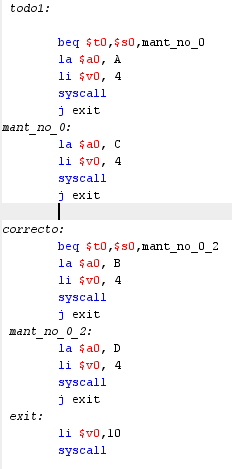 todo1:
beq $t0,$s0,mant_no_0
la $a0, A
li $v0, 4
syscall
j exit
mant_no_0:
la $a0, C
li $v0, 4
syscall
j exit
correcto:
beq $t0,$s0,mant_no_0_2
la $a0, B
li $v0, 4
syscall
j exit
mant_no_0_2:
la $a0, D
li $v0, 4
syscall
j exit
exit:
li $v0,10
syscall